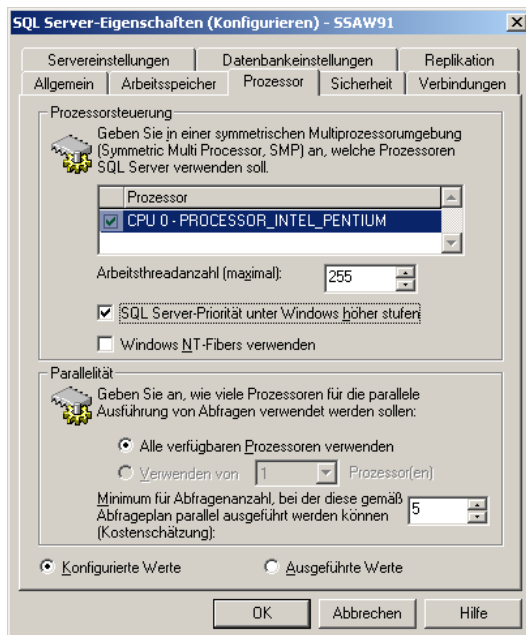 SQL Server-Eigenschaften (Konfigurieren) - SSAW91
Servereinstellungen
Datenbankeinstellungen
Replikation
Allgemein
Arbeitsspeicher
Prozessor
Sicherheit
Verbindungen
Prozessorsteuerung
Geben Sie in einer symmetrischen Multiprozessorumgebung
(Symmetric Multi Processor, SMP) an, welche Prozessoren
SQL Server verwenden soll.
Prozessor
CPU 0 - PROCESSOR_INTEL_PENTIUM
Arbeitsthreadanzahl (maximal):
255
SQL Server-Priorität unter Windows höher stufen
Windows NT-Fibers verwenden
Parallelität
Geben Sie an, wie viele Prozessoren für die parallele
Ausführung von Abfragen verwendet werden sollen:
Alle verfügbaren Prozessoren verwenden
Verwenden von
1
Prozessor(en)
Minimum für Abfragenanzahl, bei der diese gemäß
Abfrageplan parallel ausgeführt werden können
(Kostenschätzung):
5
Konfigurierte Werte
Ausgeführte Werte
OK
Abbrechen
Hilfe